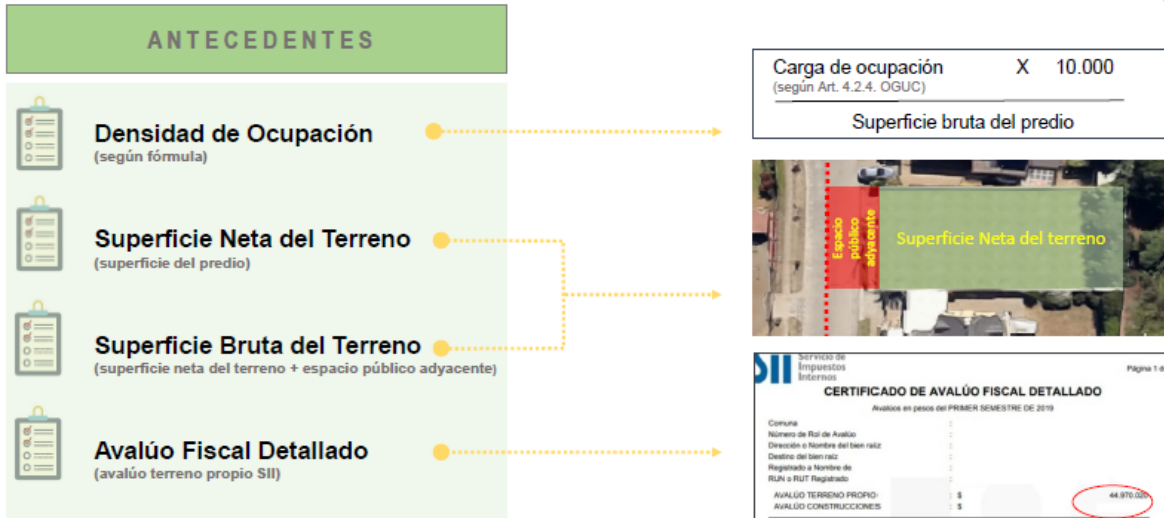 ANTECEDENTES
Densidad de Ocupación
(según fórmula)
Superficie Neta del Terreno
(superficie del predio)
Superficie Bruta del Terreno
(superficie neta del terreno + espacio público adyacente)
Avalúo Fiscal Detallado
(avalúo terreno propio SII)
Carga de ocupación X 10.000
(según Art. 4.2.4. OGUC)
Superficie bruta del predio
Espacio
público
adyacente
Superficie Neta del terreno
SII
Servicio de
Impuestos
Internos
Página 1 d
CERTIFICADO DE AVALÚO FISCAL DETALLADO
Avalúos en pesos del PRIMER SEMESTRE DE 2019
Comuna :
Número de Rol de Avalúo :
Dirección o Nombre del bien raíz :
Destino del bien raíz :
Registrado a Nombre de :
RUN o RUT Registrado :
AVALÚO TERRENO PROPIO : $ 44.970.020
AVALÚO CONSTRUCCIONES : $